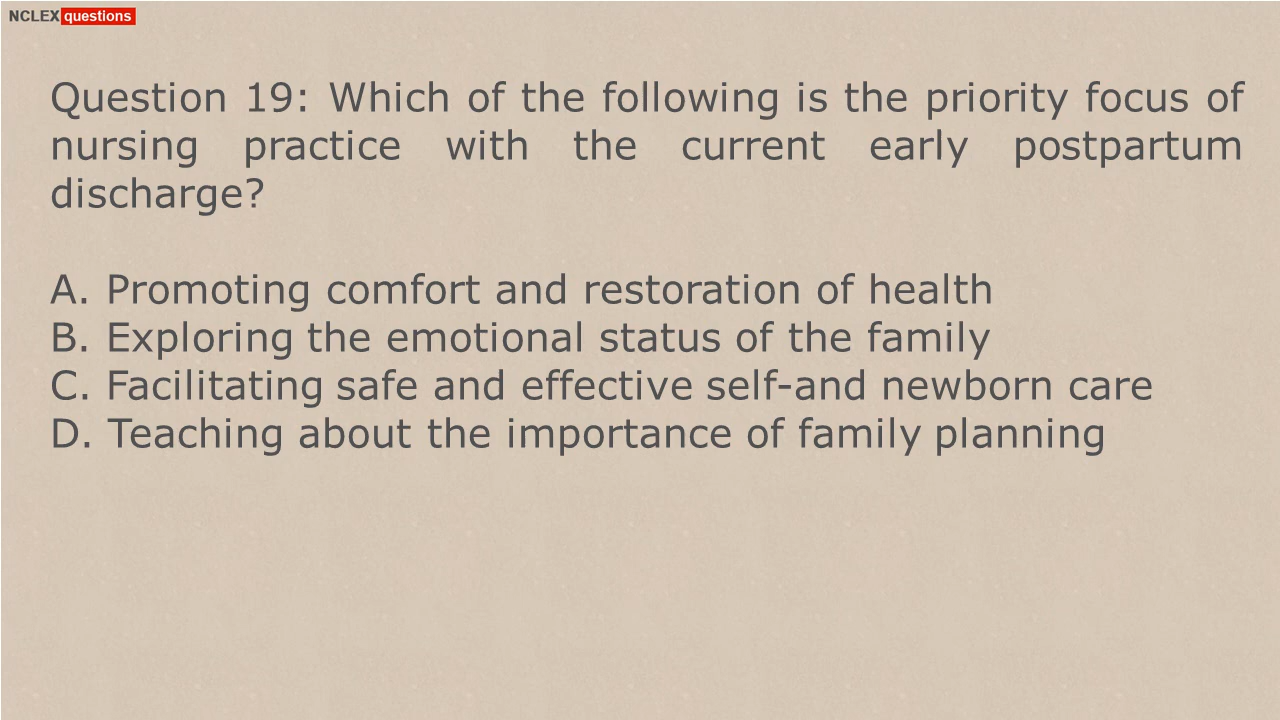 NCLEX questions
Question 19: Which of the following is the priority focus of
nursing practice with the current early postpartum
discharge?
A. Promoting comfort and restoration of health
B. Exploring the emotional status of the family
C. Facilitating safe and effective self-and newborn care
D. Teaching about the importance of family planning